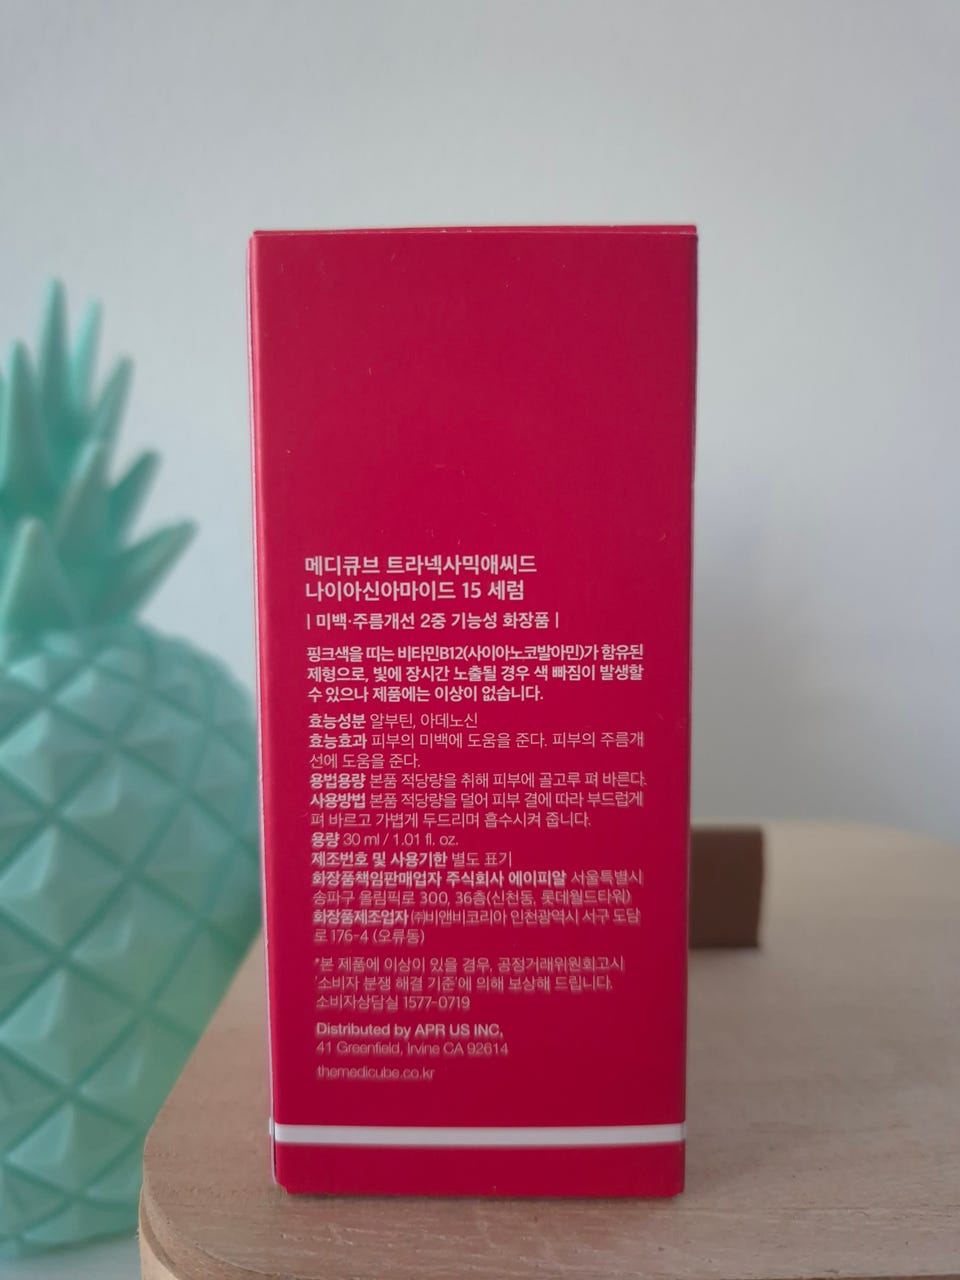 메디큐브 트라넥사믹애씨드
나이아신아마이드 15 세럼
| 미백·주름개선 2중 기능성 화장품 |
핑크색을 띠는 비타민B12(사이아노코발아민)가 함유된
제형으로, 빛에 장시간 노출될 경우 색 빠짐이 발생할
수 있으나 제품에는 이상이 없습니다.
효능성분 알부틴, 아데노신
효능효과 피부의 미백에 도움을 준다. 피부의 주름개
선에 도움을 준다.
용법용량 본품 적당량을 취해 피부에 골고루 펴 바른다.
사용방법 본품 적당량을 덜어 피부 결에 따라 부드럽게
펴 바르고 가볍게 두드리며 흡수시켜 줍니다.
용량 30 ml / 1.01 fl. oz.
제조번호 및 사용기한 별도 표기
화장품책임판매업자 주식회사 에이피알 서울특별시
송파구 올림픽로 300, 36층(신천동, 롯데월드타워)
화장품제조업자 ㈜비앤비코리아 인천광역시 서구 도담
로 176-4 (오류동)
*본 제품에 이상이 있을 경우, 공정거래위원회고시
'소비자 분쟁 해결 기준'에 의해 보상해 드립니다.
소비자상담실 1577-0719
Distributed by APR US INC,
41 Greenfield, Irvine CA 92614
themedicube.co.kr